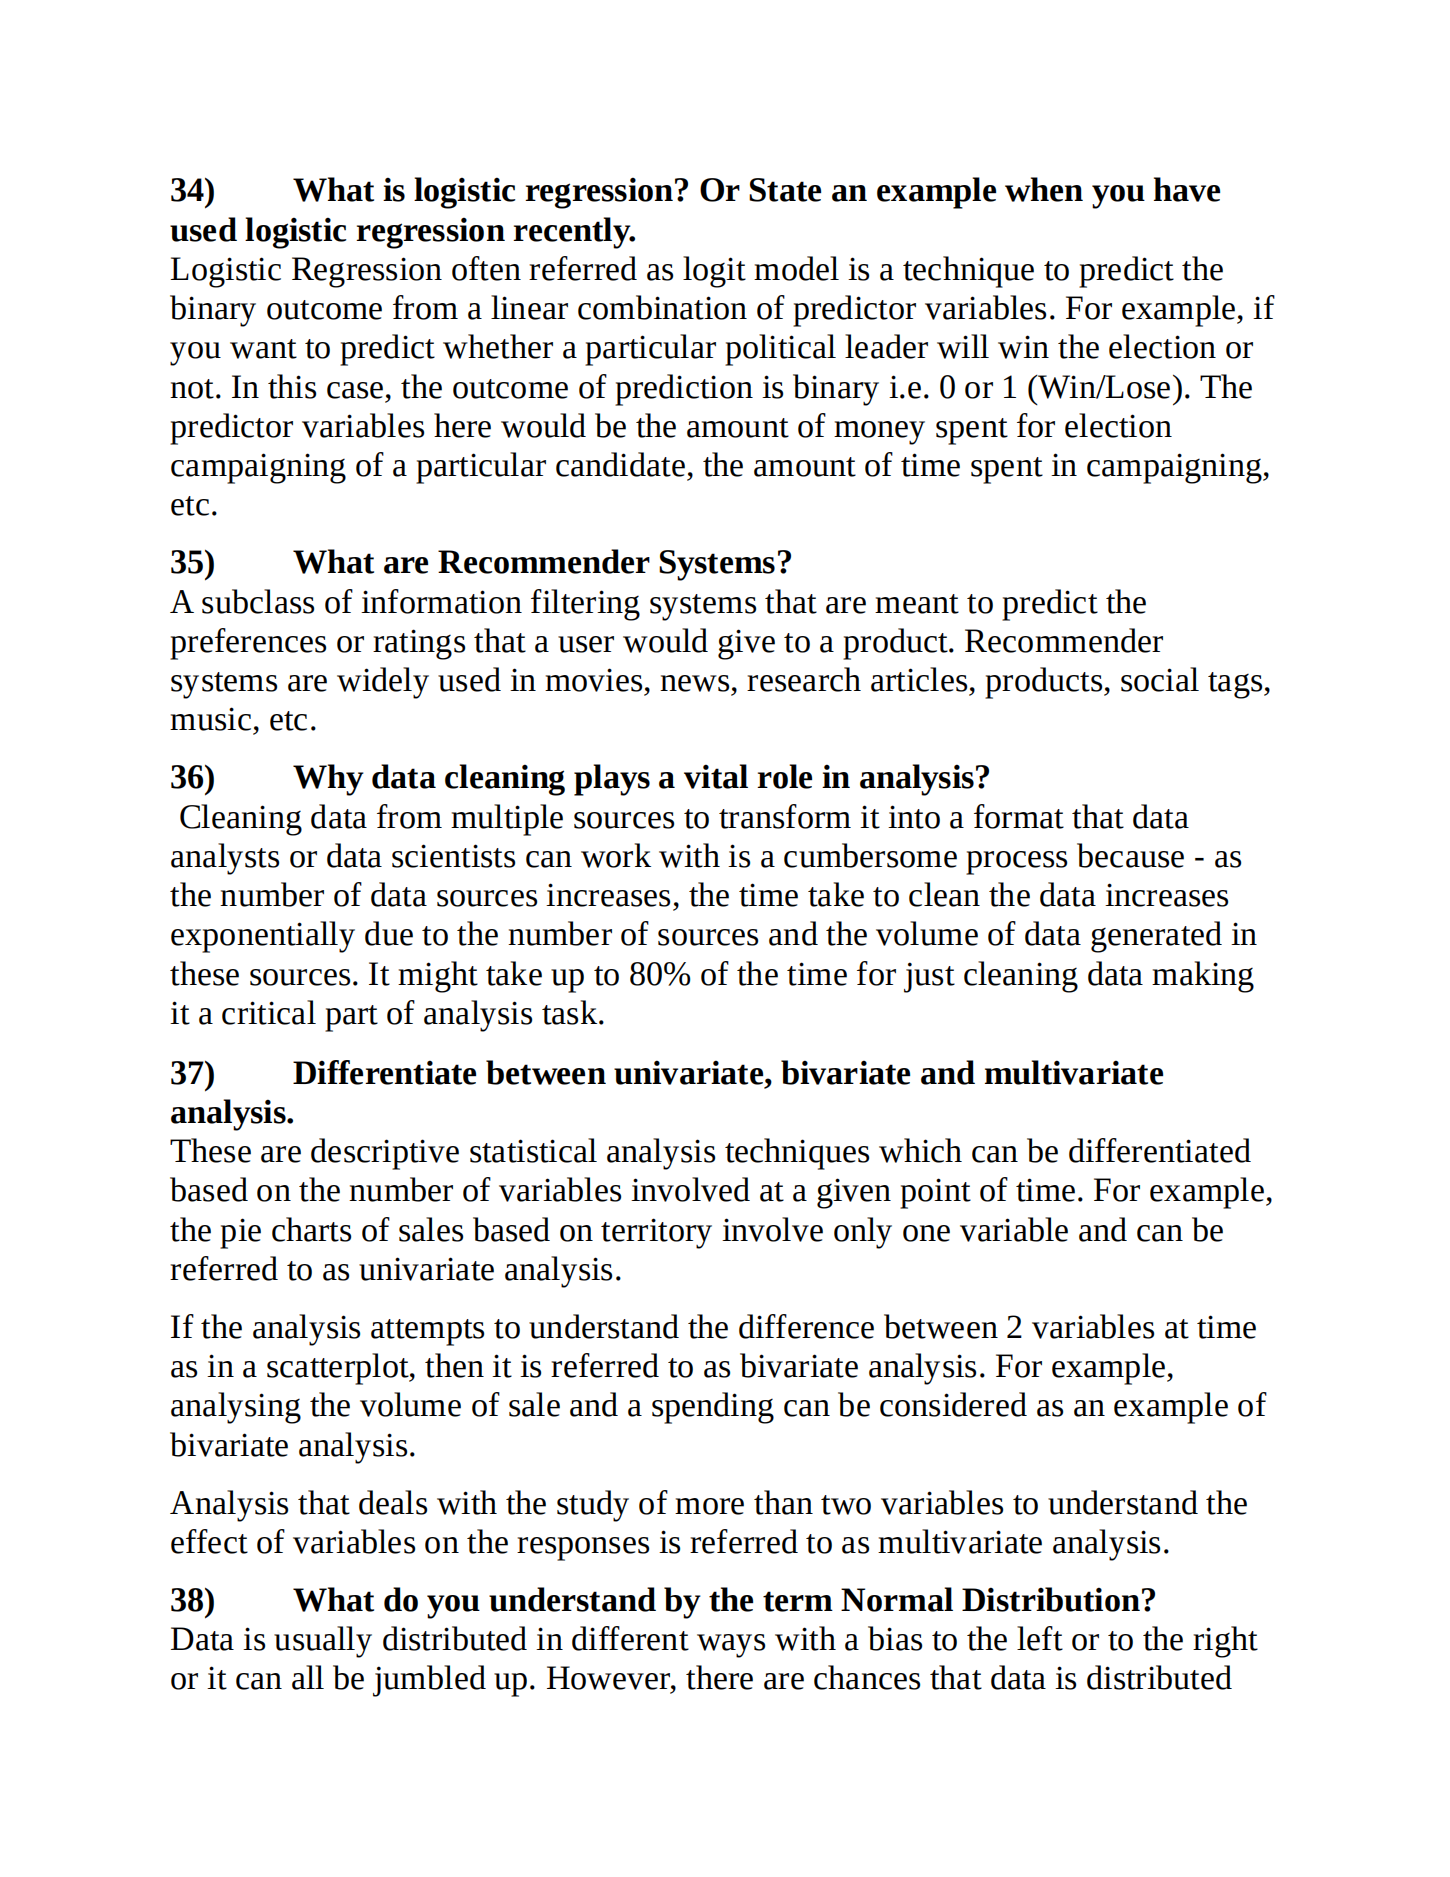 34) What is logistic regression? Or State an example when you have
used logistic regression recently.
Logistic Regression often referred as logit model is a technique to predict the
binary outcome from a linear combination of predictor variables. For example, if
you want to predict whether a particular political leader will win the election or
not. In this case, the outcome of prediction is binary i.e. 0 or 1 (Win/Lose). The
predictor variables here would be the amount of money spent for election
campaigning of a particular candidate, the amount of time spent in campaigning,
etc.
35) What are Recommender Systems?
A subclass of information filtering systems that are meant to predict the
preferences or ratings that a user would give to a product. Recommender
systems are widely used in movies, news, research articles, products, social tags,
music, etc.
36) Why data cleaning plays a vital role in analysis?
Cleaning data from multiple sources to transform it into a format that data
analysts or data scientists can work with is a cumbersome process because - as
the number of data sources increases, the time take to clean the data increases
exponentially due to the number of sources and the volume of data generated in
these sources. It might take up to 80% of the time for just cleaning data making
it a critical part of analysis task.
37) Differentiate between univariate, bivariate and multivariate
analysis.
These are descriptive statistical analysis techniques which can be differentiated
based on the number of variables involved at a given point of time. For example,
the pie charts of sales based on territory involve only one variable and can be
referred to as univariate analysis.
If the analysis attempts to understand the difference between 2 variables at time
as in a scatterplot, then it is referred to as bivariate analysis. For example,
analysing the volume of sale and a spending can be considered as an example of
bivariate analysis.
Analysis that deals with the study of more than two variables to understand the
effect of variables on the responses is referred to as multivariate analysis.
38) What do you understand by the term Normal Distribution?
Data is usually distributed in different ways with a bias to the left or to the right
or it can all be jumbled up. However, there are chances that data is distributed